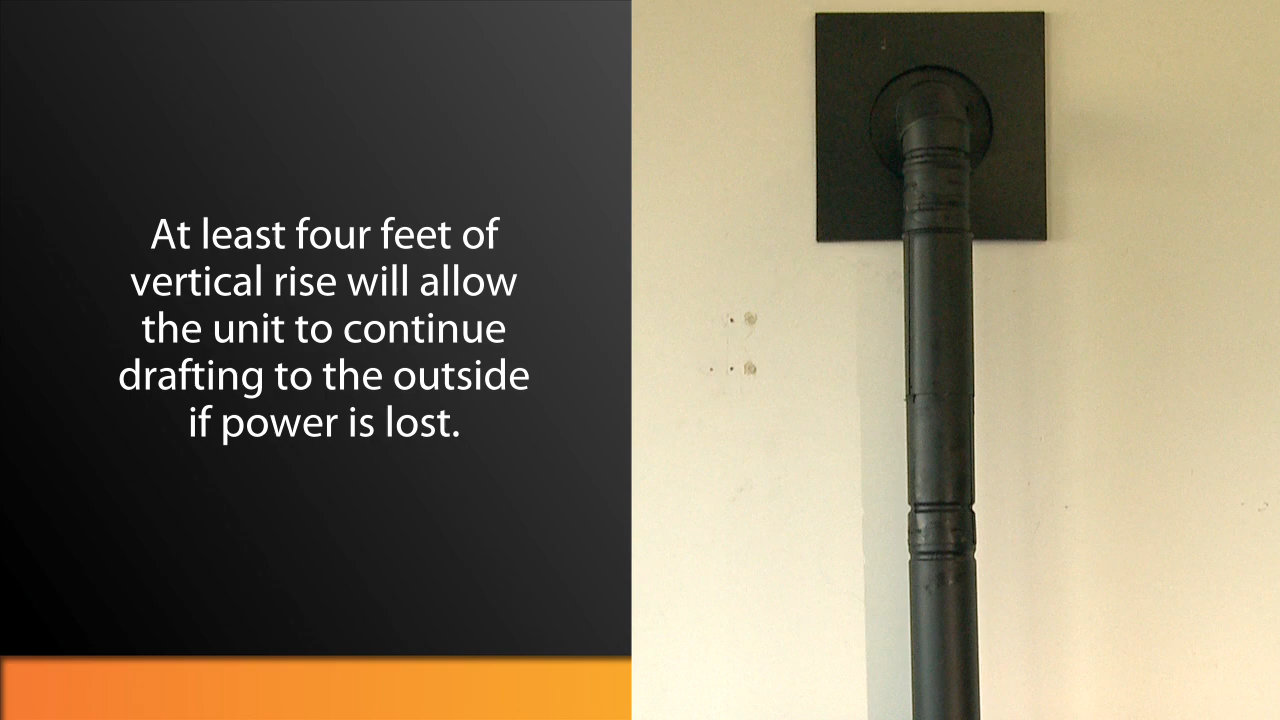 At least four feet of
vertical rise will allow
the unit to continue
drafting to the outside
if power is lost.